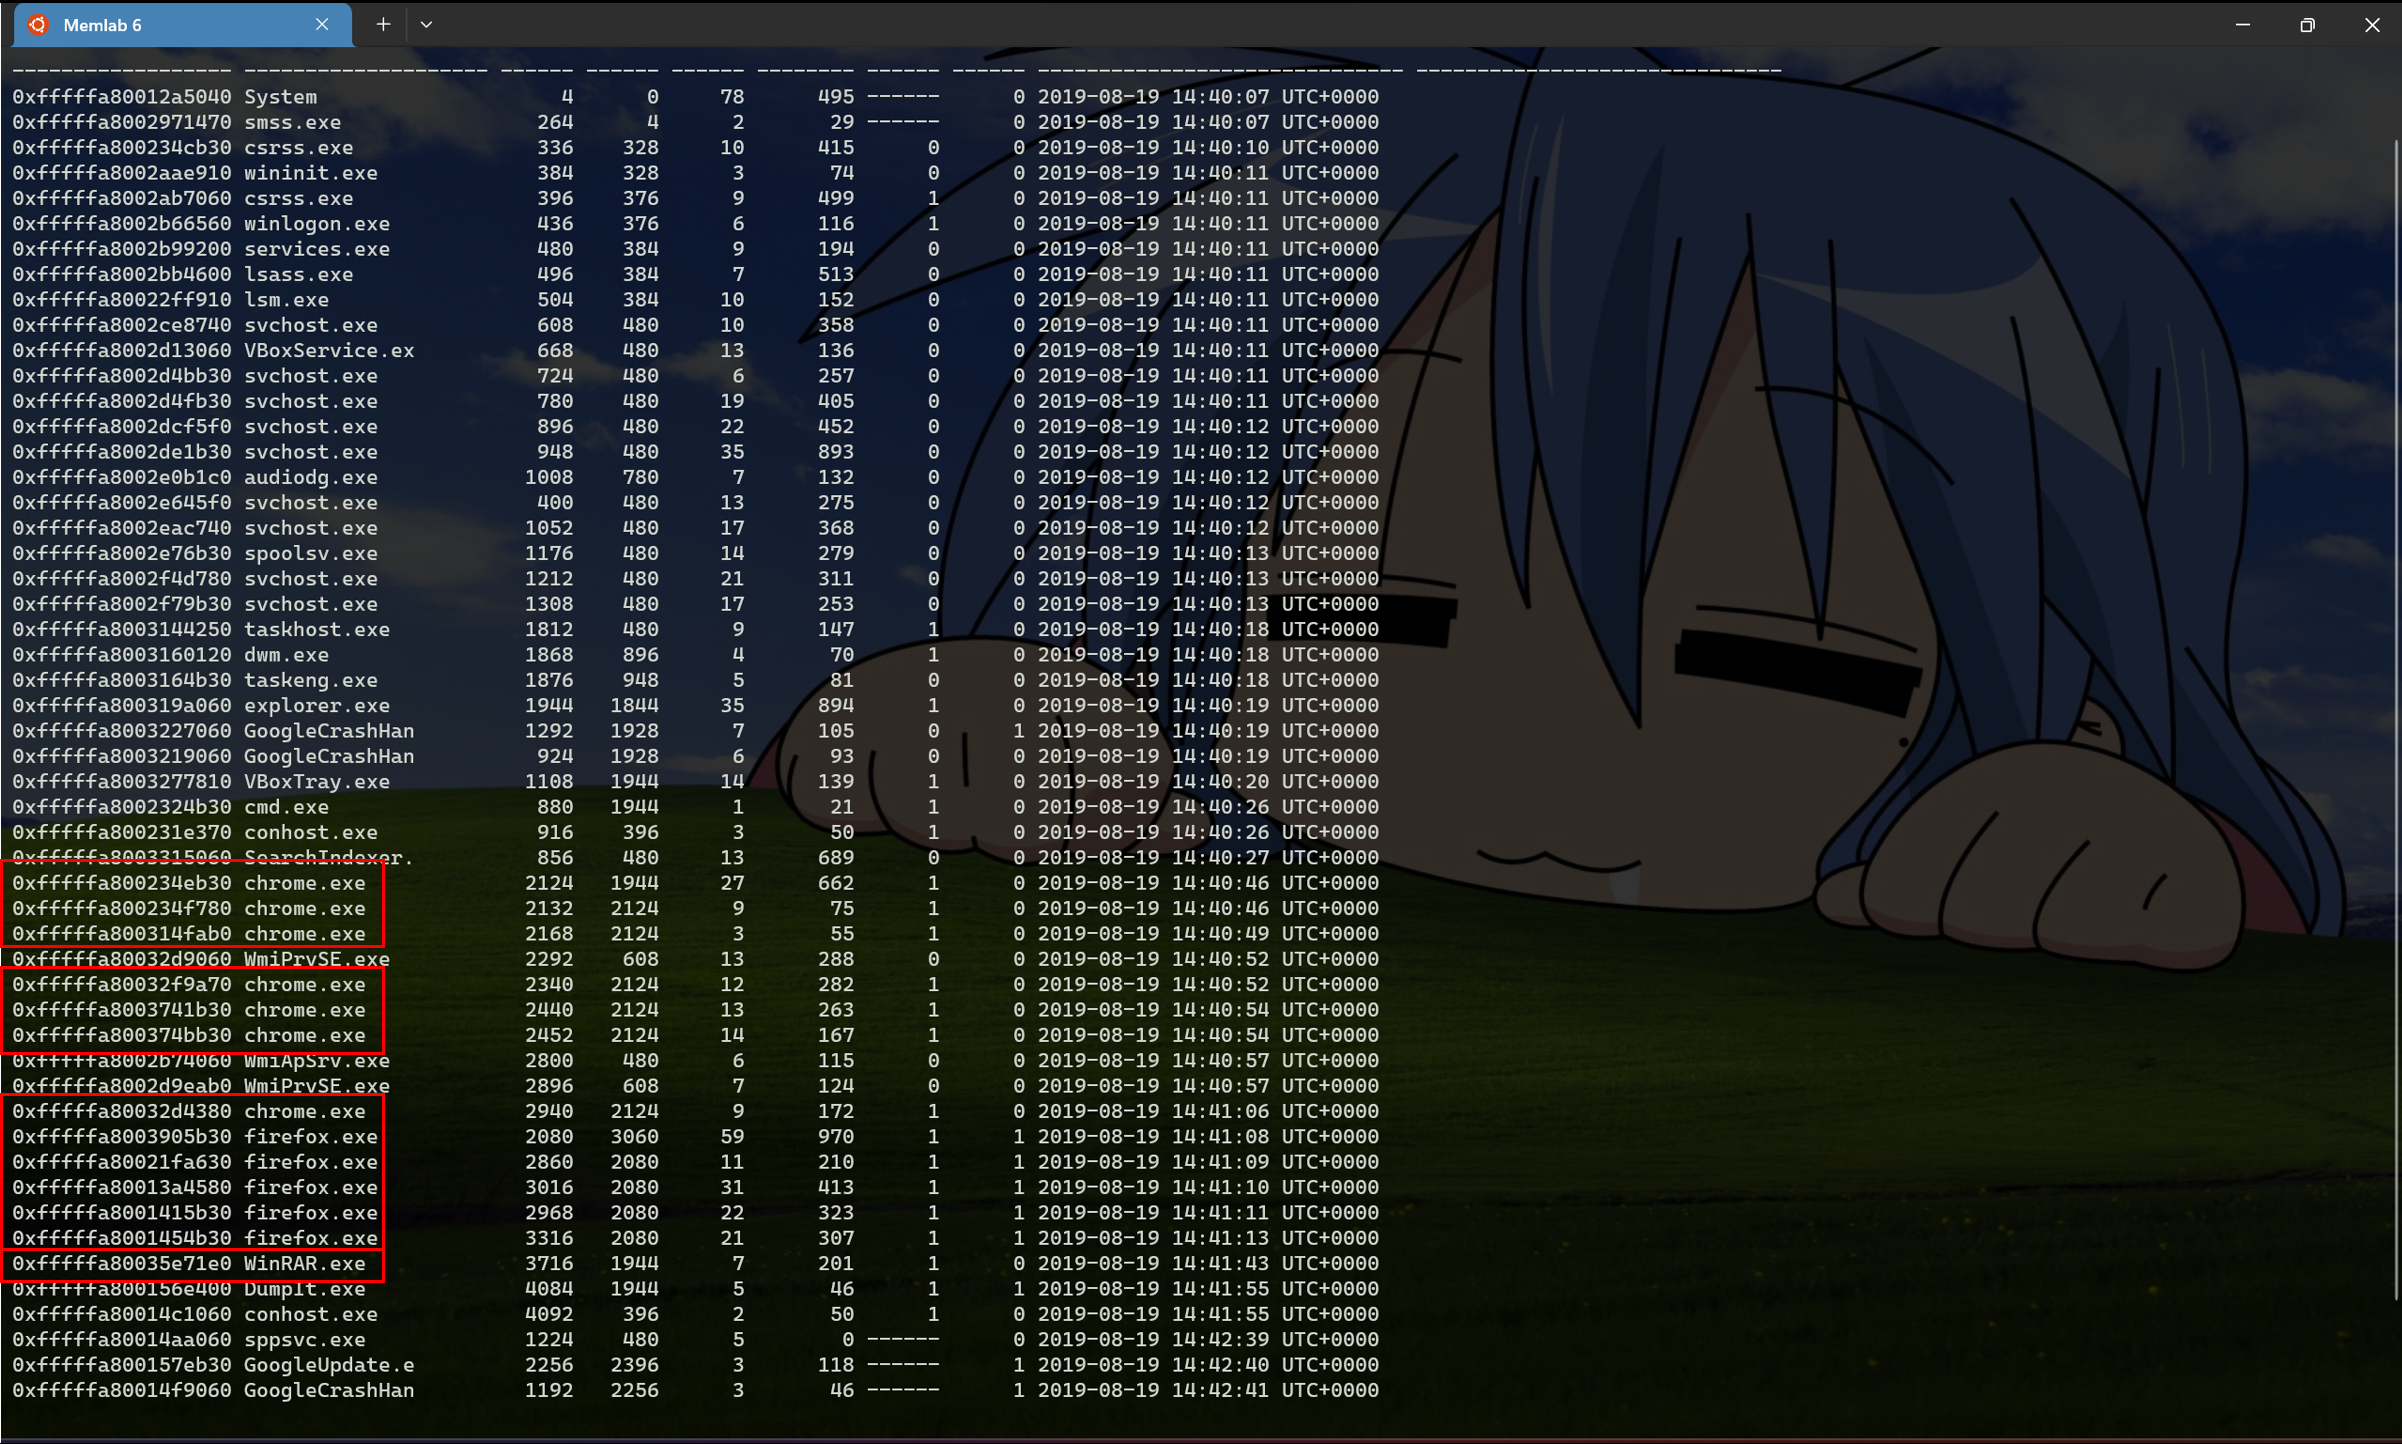 Memlab 6
------------------ -------------------- ------ ------ ------ -------- ------ ------ ------------------------------ ------------------------------
0xfffffa80012a5040 System 4 0 78 495 ------ 0 2019-08-19 14:40:07 UTC+0000
0xfffffa8002971470 smss.exe 264 4 2 29 ------ 0 2019-08-19 14:40:07 UTC+0000
0xfffffa800234cb30 csrss.exe 336 328 10 415 0 0 2019-08-19 14:40:10 UTC+0000
0xfffffa8002aae910 wininit.exe 384 328 3 74 0 0 2019-08-19 14:40:11 UTC+0000
0xfffffa8002ab7060 csrss.exe 396 376 9 499 1 0 2019-08-19 14:40:11 UTC+0000
0xfffffa8002b66560 winlogon.exe 436 376 6 116 1 0 2019-08-19 14:40:11 UTC+0000
0xfffffa8002b99200 services.exe 480 384 9 194 0 0 2019-08-19 14:40:11 UTC+0000
0xfffffa8002bb4600 lsass.exe 496 384 7 513 0 0 2019-08-19 14:40:11 UTC+0000
0xfffffa80022ff910 lsm.exe 504 384 10 152 0 0 2019-08-19 14:40:11 UTC+0000
0xfffffa8002ce8740 svchost.exe 608 480 10 358 0 0 2019-08-19 14:40:11 UTC+0000
0xfffffa8002d13060 VBoxService.ex 668 480 13 136 0 0 2019-08-19 14:40:11 UTC+0000
0xfffffa8002d4bb30 svchost.exe 724 480 6 257 0 0 2019-08-19 14:40:11 UTC+0000
0xfffffa8002d4fb30 svchost.exe 780 480 19 405 0 0 2019-08-19 14:40:11 UTC+0000
0xfffffa8002dcf5f0 svchost.exe 896 480 22 452 0 0 2019-08-19 14:40:12 UTC+0000
0xfffffa8002de1b30 svchost.exe 948 480 35 893 0 0 2019-08-19 14:40:12 UTC+0000
0xfffffa8002e0b1c0 audiodg.exe 1008 780 7 132 0 0 2019-08-19 14:40:12 UTC+0000
0xfffffa8002e645f0 svchost.exe 400 480 13 275 0 0 2019-08-19 14:40:12 UTC+0000
0xfffffa8002eac740 svchost.exe 1052 480 17 368 0 0 2019-08-19 14:40:12 UTC+0000
0xfffffa8002e76b30 spoolsv.exe 1176 480 14 279 0 0 2019-08-19 14:40:13 UTC+0000
0xfffffa8002f4d780 svchost.exe 1212 480 21 311 0 0 2019-08-19 14:40:13 UTC+0000
0xfffffa8002f79b30 svchost.exe 1308 480 17 253 0 0 2019-08-19 14:40:13 UTC+0000
0xfffffa8003144250 taskhost.exe 1812 480 9 147 1 0 2019-08-19 14:40:18 UTC+0000
0xfffffa8003160120 dwm.exe 1868 896 4 70 1 0 2019-08-19 14:40:18 UTC+0000
0xfffffa8003164b30 taskeng.exe 1876 948 5 81 0 0 2019-08-19 14:40:18 UTC+0000
0xfffffa800319a060 explorer.exe 1944 1844 35 894 1 0 2019-08-19 14:40:19 UTC+0000
0xfffffa8003227060 GoogleCrashHan 1292 1928 7 105 0 1 2019-08-19 14:40:19 UTC+0000
0xfffffa8003219060 GoogleCrashHan 924 1928 6 93 0 0 2019-08-19 14:40:19 UTC+0000
0xfffffa8003277810 VBoxTray.exe 1108 1944 14 139 1 0 2019-08-19 14:40:20 UTC+0000
0xfffffa8002324b30 cmd.exe 880 1944 1 21 1 0 2019-08-19 14:40:26 UTC+0000
0xfffffa800231e370 conhost.exe 916 396 3 50 1 0 2019-08-19 14:40:26 UTC+0000
0xfffffa8003315060 SearchIndexer. 856 480 13 689 0 0 2019-08-19 14:40:27 UTC+0000
0xfffffa800234eb30 chrome.exe 2124 1944 27 662 1 0 2019-08-19 14:40:46 UTC+0000
0xfffffa800234f780 chrome.exe 2132 2124 9 75 1 0 2019-08-19 14:40:46 UTC+0000
0xfffffa800314fab0 chrome.exe 2168 2124 3 55 1 0 2019-08-19 14:40:49 UTC+0000
0xfffffa80032d9060 WmiPrvSE.exe 2292 608 13 288 0 0 2019-08-19 14:40:52 UTC+0000
0xfffffa80032f9a70 chrome.exe 2340 2124 12 282 1 0 2019-08-19 14:40:52 UTC+0000
0xfffffa8003741b30 chrome.exe 2440 2124 13 263 1 0 2019-08-19 14:40:54 UTC+0000
0xfffffa800374bb30 chrome.exe 2452 2124 14 167 1 0 2019-08-19 14:40:54 UTC+0000
0xfffffa8002b74060 WmiApSrv.exe 2800 480 6 115 0 0 2019-08-19 14:40:57 UTC+0000
0xfffffa8002d9eab0 WmiPrvSE.exe 2896 608 7 124 0 0 2019-08-19 14:40:57 UTC+0000
0xfffffa80032d4380 chrome.exe 2940 2124 9 172 1 0 2019-08-19 14:41:06 UTC+0000
0xfffffa8003905b30 firefox.exe 2080 3060 59 970 1 1 2019-08-19 14:41:08 UTC+0000
0xfffffa80021fa630 firefox.exe 2860 2080 11 210 1 1 2019-08-19 14:41:09 UTC+0000
0xfffffa80013a4580 firefox.exe 3016 2080 31 413 1 1 2019-08-19 14:41:10 UTC+0000
0xfffffa8001415b30 firefox.exe 2968 2080 22 323 1 1 2019-08-19 14:41:11 UTC+0000
0xfffffa8001454b30 firefox.exe 3316 2080 21 307 1 1 2019-08-19 14:41:13 UTC+0000
0xfffffa80035e71e0 WinRAR.exe 3716 1944 7 201 1 0 2019-08-19 14:41:43 UTC+0000
0xfffffa800156e400 DumpIt.exe 4084 1944 5 46 1 1 2019-08-19 14:41:55 UTC+0000
0xfffffa80014c1060 conhost.exe 4092 396 2 50 1 0 2019-08-19 14:41:55 UTC+0000
0xfffffa80014aa060 sppsvc.exe 1224 480 5 0 ------ 0 2019-08-19 14:42:39 UTC+0000
0xfffffa800157eb30 GoogleUpdate.e 2256 2396 3 118 ------ 1 2019-08-19 14:42:40 UTC+0000
0xfffffa80014f9060 GoogleCrashHan 1192 2256 3 46 ------ 1 2019-08-19 14:42:41 UTC+0000